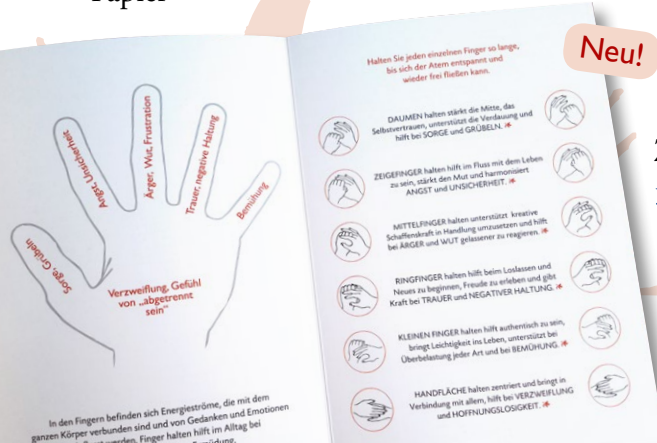 Papier
Neu!
Sorge, Grübeln
Angst, Unsicherheit
Ärger, Wut, Frustration
Trauer, negative Haltung
Bemühung
Verzweiflung, Gefühl
von „abgetrennt
sein“
In den Fingern befinden sich Energieströme, die mit dem
ganzen Körper verbunden sind und von Gedanken und Emotionen
werden. Finger halten hilft im Alltag bei
Halten Sie jeden einzelnen Finger so lange,
bis sich der Atem entspannt und
wieder frei fließen kann.
DAUMEN halten stärkt die Mitte, das
Selbstvertrauen, unterstützt die Verdauung und
hilft bei SORGE und GRÜBELN.
ZEIGEFINGER halten hilft im Fluss mit dem Leben
zu sein, stärkt den Mut und harmonisiert
ANGST und UNSICHERHEIT.
MITTELFINGER halten unterstützt kreative
Schaffenskraft in Handlung umzusetzen und hilft
bei ÄRGER und WUT gelassener zu reagieren.
RINGFINGER halten hilft beim Loslassen und
Neues zu beginnen, Freude zu erleben und gibt
Kraft bei TRAUER und NEGATIVER HALTUNG.
KLEINEN FINGER halten hilft authentisch zu sein,
bringt Leichtigkeit ins Leben, unterstützt bei
Überbelastung jeder Art und bei BEMÜHUNG.
HANDFLÄCHE halten zentriert und bringt in
Verbindung mit allem, hilft bei VERZWEIFLUNG
und HOFFNUNGSLOSIGKEIT.